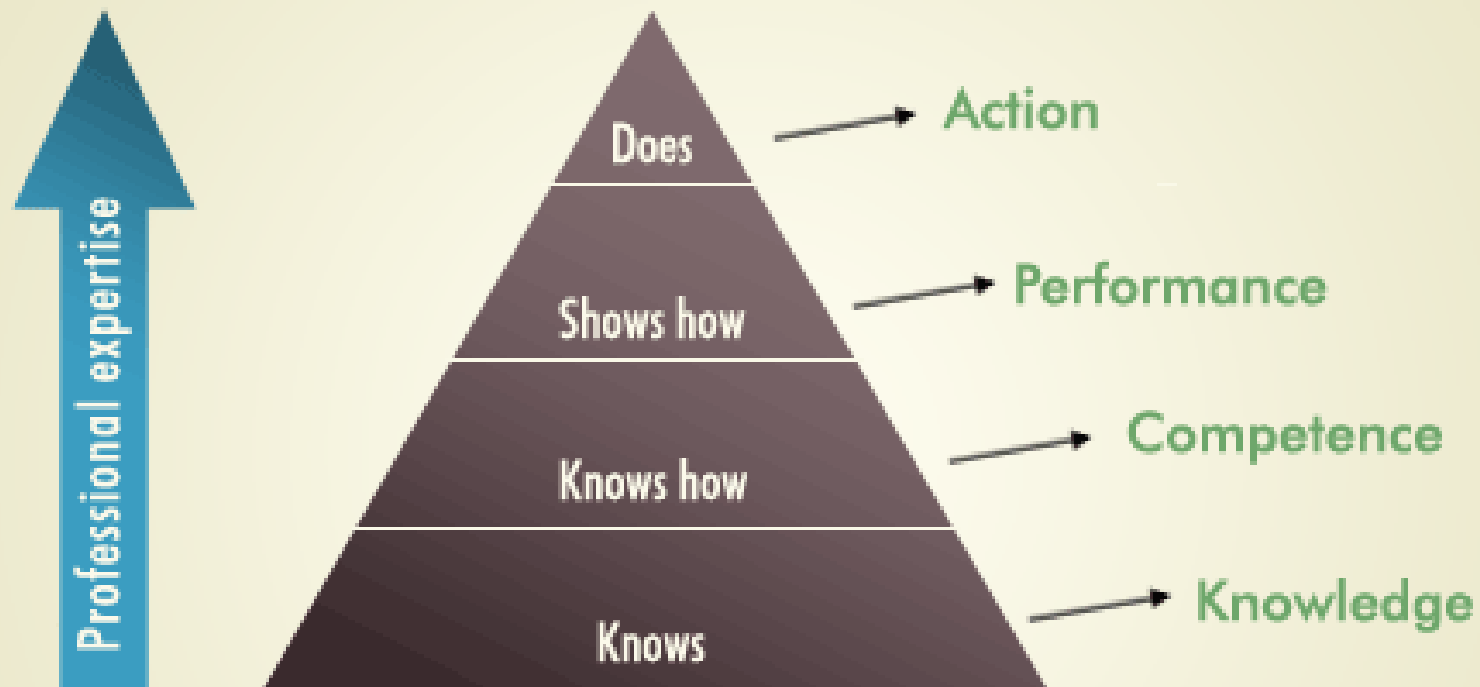 Professional expertise
Does
Action
Shows how
Performance
Knows how
Competence
Knows
Knowledge